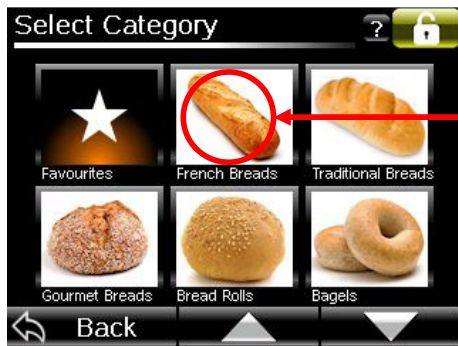 Select Category
?
Favourites
French Breads
Traditional Breads
Gourmet Breads
Bread Rolls
Bagels
Back